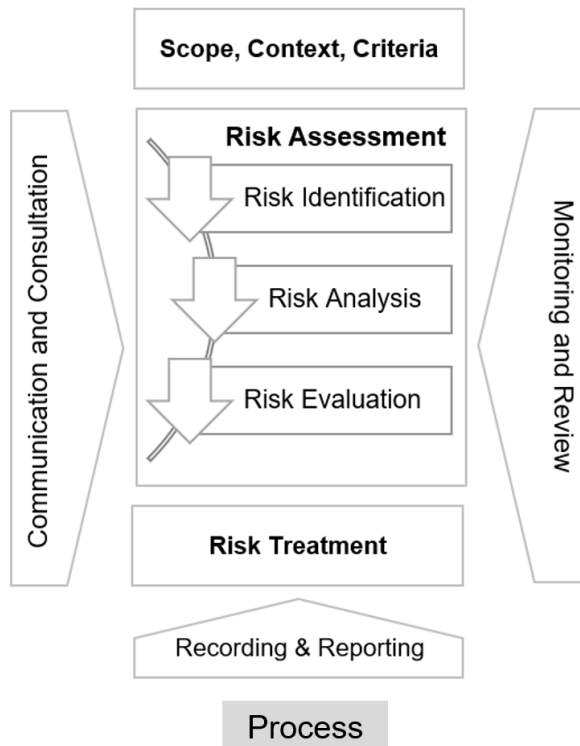 Scope, Context, Criteria
Communication and Consultation
Risk Assessment
Risk Identification
Risk Analysis
Risk Evaluation
Monitoring and Review
Risk Treatment
Recording & Reporting
Process